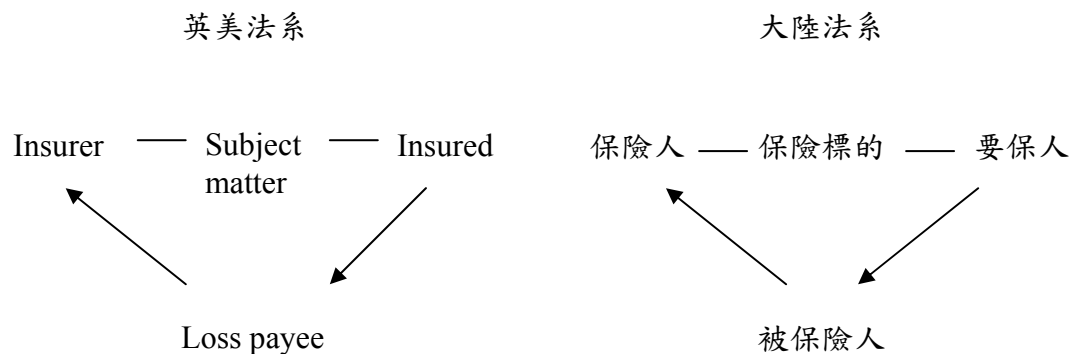 英美法系 大陸法系
Insurer Subject Insured 保險人 保險標的 要保人
matter
Loss payee 被保險人